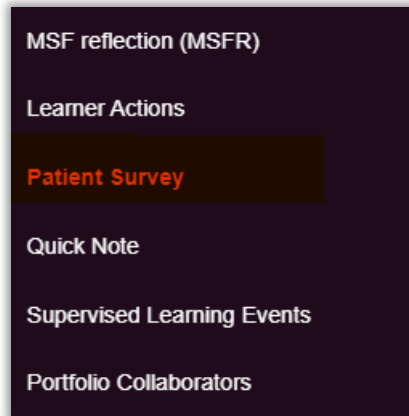 MSF reflection (MSFR)
Learner Actions
Patient Survey
Quick Note
Supervised Learning Events
Portfolio Collaborators